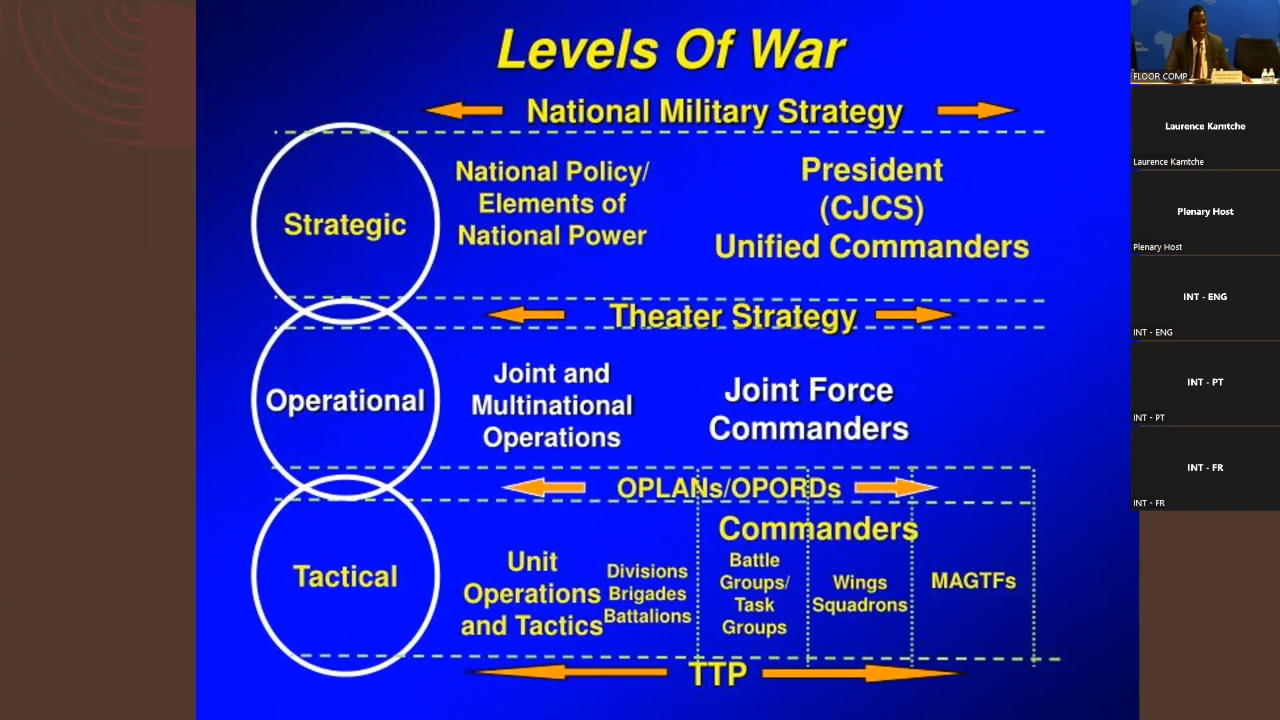 Levels Of War
National Military Strategy
Strategic
National Policy/
Elements of
National Power
President
(CJCS)
Unified Commanders
Theater Strategy
Operational
Joint and
Multinational
Operations
Joint Force
Commanders
OPLANs/OPORDs
Commanders
Tactical
Unit
Operations
and Tactics
Divisions
Brigades
Battalions
Battle
Groups/
Task
Groups
Wings
Squadrons
MAGTFs
TTP
FLOOR COMP
Laurence Kamtche
Laurence Kamtche
Plenary Host
Plenary Host
INT - ENG
INT - ENG
INT - PT
INT - PT
INT - FR
INT - FR